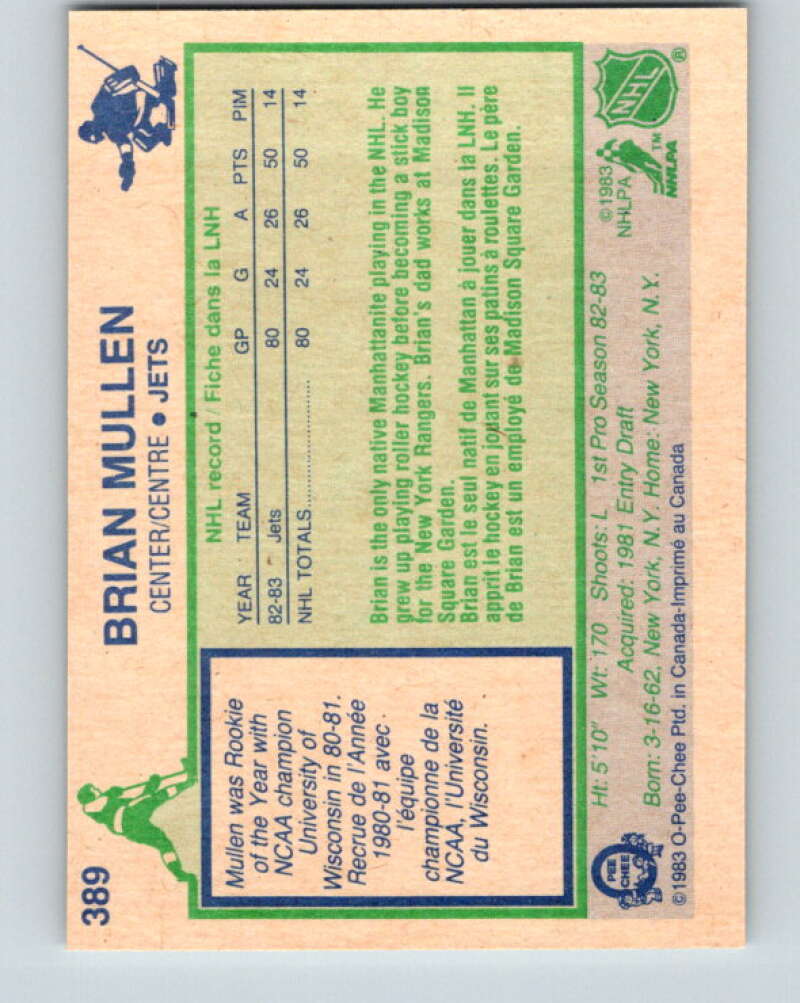 389
BRIAN MULLEN
CENTER/CENTRE • JETS
Mullen was Rookie
of the Year with
NCAA champion
University of
Wisconsin in 80-81.
Recrue de l'Année
1980-81 avec
l'équipe
championne de la
NCAA, l'Université
du Wisconsin.
NHL record / Fiche dans la LNH
YEAR TEAM GP G A PTS PIM
82-83 Jets 80 24 26 50 14
NHL TOTALS 80 24 26 50 14
Brian is the only native Manhattanite playing in the NHL. He
grew up playing roller hockey before becoming a stick boy
for the New York Rangers. Brian's dad works at Madison
Square Garden.
Brian est le seul natif de Manhattan à jouer dans la LNH. Il
apprit le hockey en jouant sur ses patins à roulettes. Le père
de Brian est un employé de Madison Square Garden.
PEE
CHEE
Ht: 5'10" Wt: 170 Shoots: L 1st Pro Season 82-83
Acquired: 1981 Entry Draft
Born: 3-16-62, New York, N.Y. Home: New York, N.Y.
©1983 O-Pee-Chee Ptd. in Canada-Imprimé au Canada
©1983
NHLPA
NHLPA
TM
NHL
®